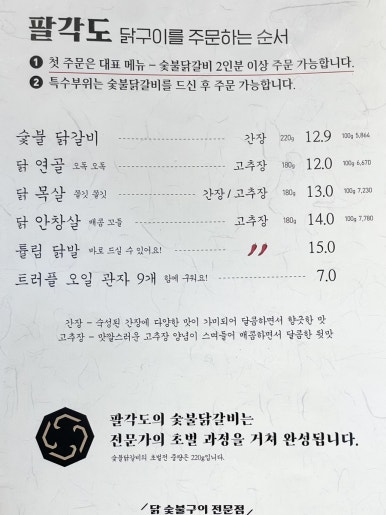 팔각도 닭구이를 주문하는 순서
❶ 첫 주문은 대표 메뉴 – 숯불닭갈비 2인분 이상 주문 가능합니다.
❷ 특수부위는 숯불닭갈비를 드신 후 주문 가능합니다.
숯불 닭갈비 간장 220g 12.9 100g 5,864
닭 연골 오독 오독 고추장 180g 12.0 100g 6,670
닭 목살 쫄깃 쫄깃 간장 / 고추장 180g 13.0 100g 7,230
닭 안창살 매콤 꼬들 고추장 180g 14.0 100g 7,780
튤립 닭발 바로 드실 수 있어요! 15.0
트러플 오일 관자 9개 함께 구워요! 7.0
간장 – 숙성된 간장에 다양한 맛이 가미되어 달콤하면서 향긋한 맛
고추장 – 맛깔스러운 고추장 양념이 스며들어 매콤하면서 달콤한 뒷맛
팔각도의 숯불닭갈비는
전문가의 초벌 과정을 거쳐 완성됩니다.
숯불닭갈비의 초벌전 중량은 220g입니다.
닭 숯불구이 전문점